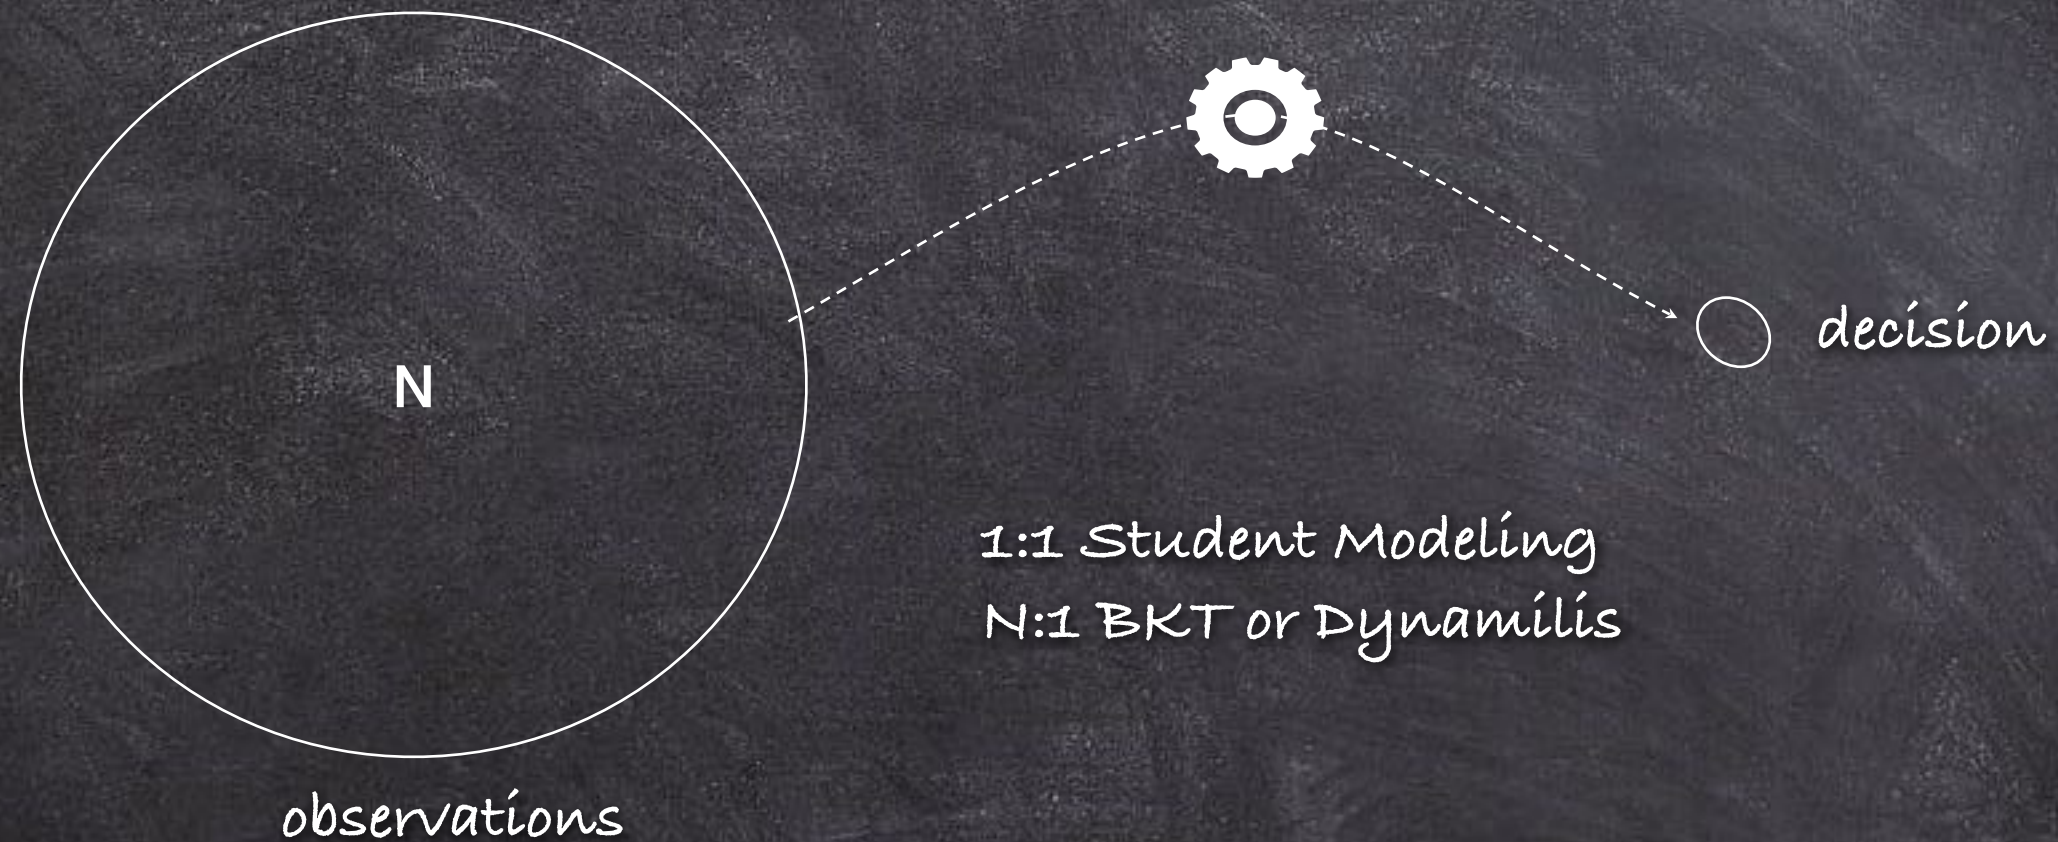 N
decision
1:1 Student Modeling
N:1 BKT or Dynamilis
observations